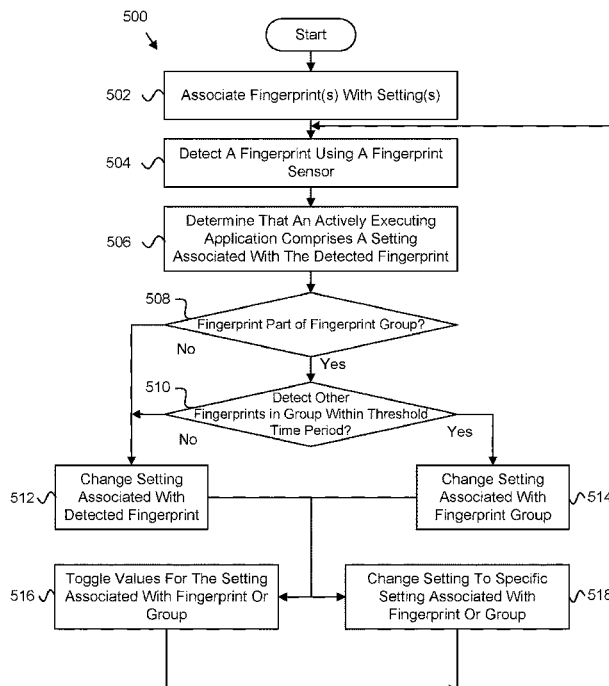 500
Start
502
Associate Fingerprint(s) With Setting(s)
504
Detect A Fingerprint Using A Fingerprint
Sensor
506
Determine That An Actively Executing
Application Comprises A Setting
Associated With The Detected Fingerprint
508
Fingerprint Part of Fingerprint Group?
No
Yes
510
Detect Other
Fingerprints in Group Within Threshold
Time Period?
No
Yes
512
Change Setting
Associated With
Detected Fingerprint
Change Setting
Associated With
Fingerprint Group
514
516
Toggle Values For The Setting
Associated With Fingerprint Or
Group
Change Setting To Specific
Setting Associated With
Fingerprint Or Group
518